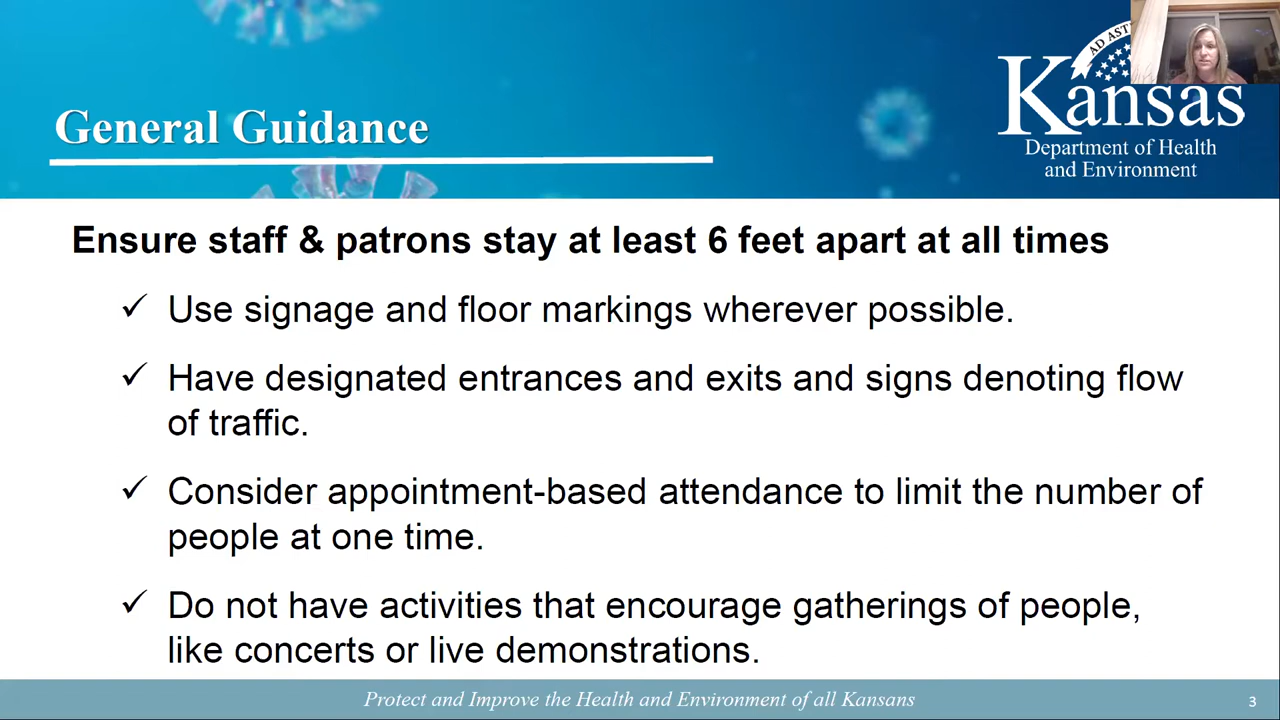 AD AST
Kansas
Department of Health
and Environment
General Guidance
Ensure staff & patrons stay at least 6 feet apart at all times
✓ Use signage and floor markings wherever possible.
✓ Have designated entrances and exits and signs denoting flow
of traffic.
✓ Consider appointment-based attendance to limit the number of
people at one time.
✓ Do not have activities that encourage gatherings of people,
like concerts or live demonstrations.
Protect and Improve the Health and Environment of all Kansans
3